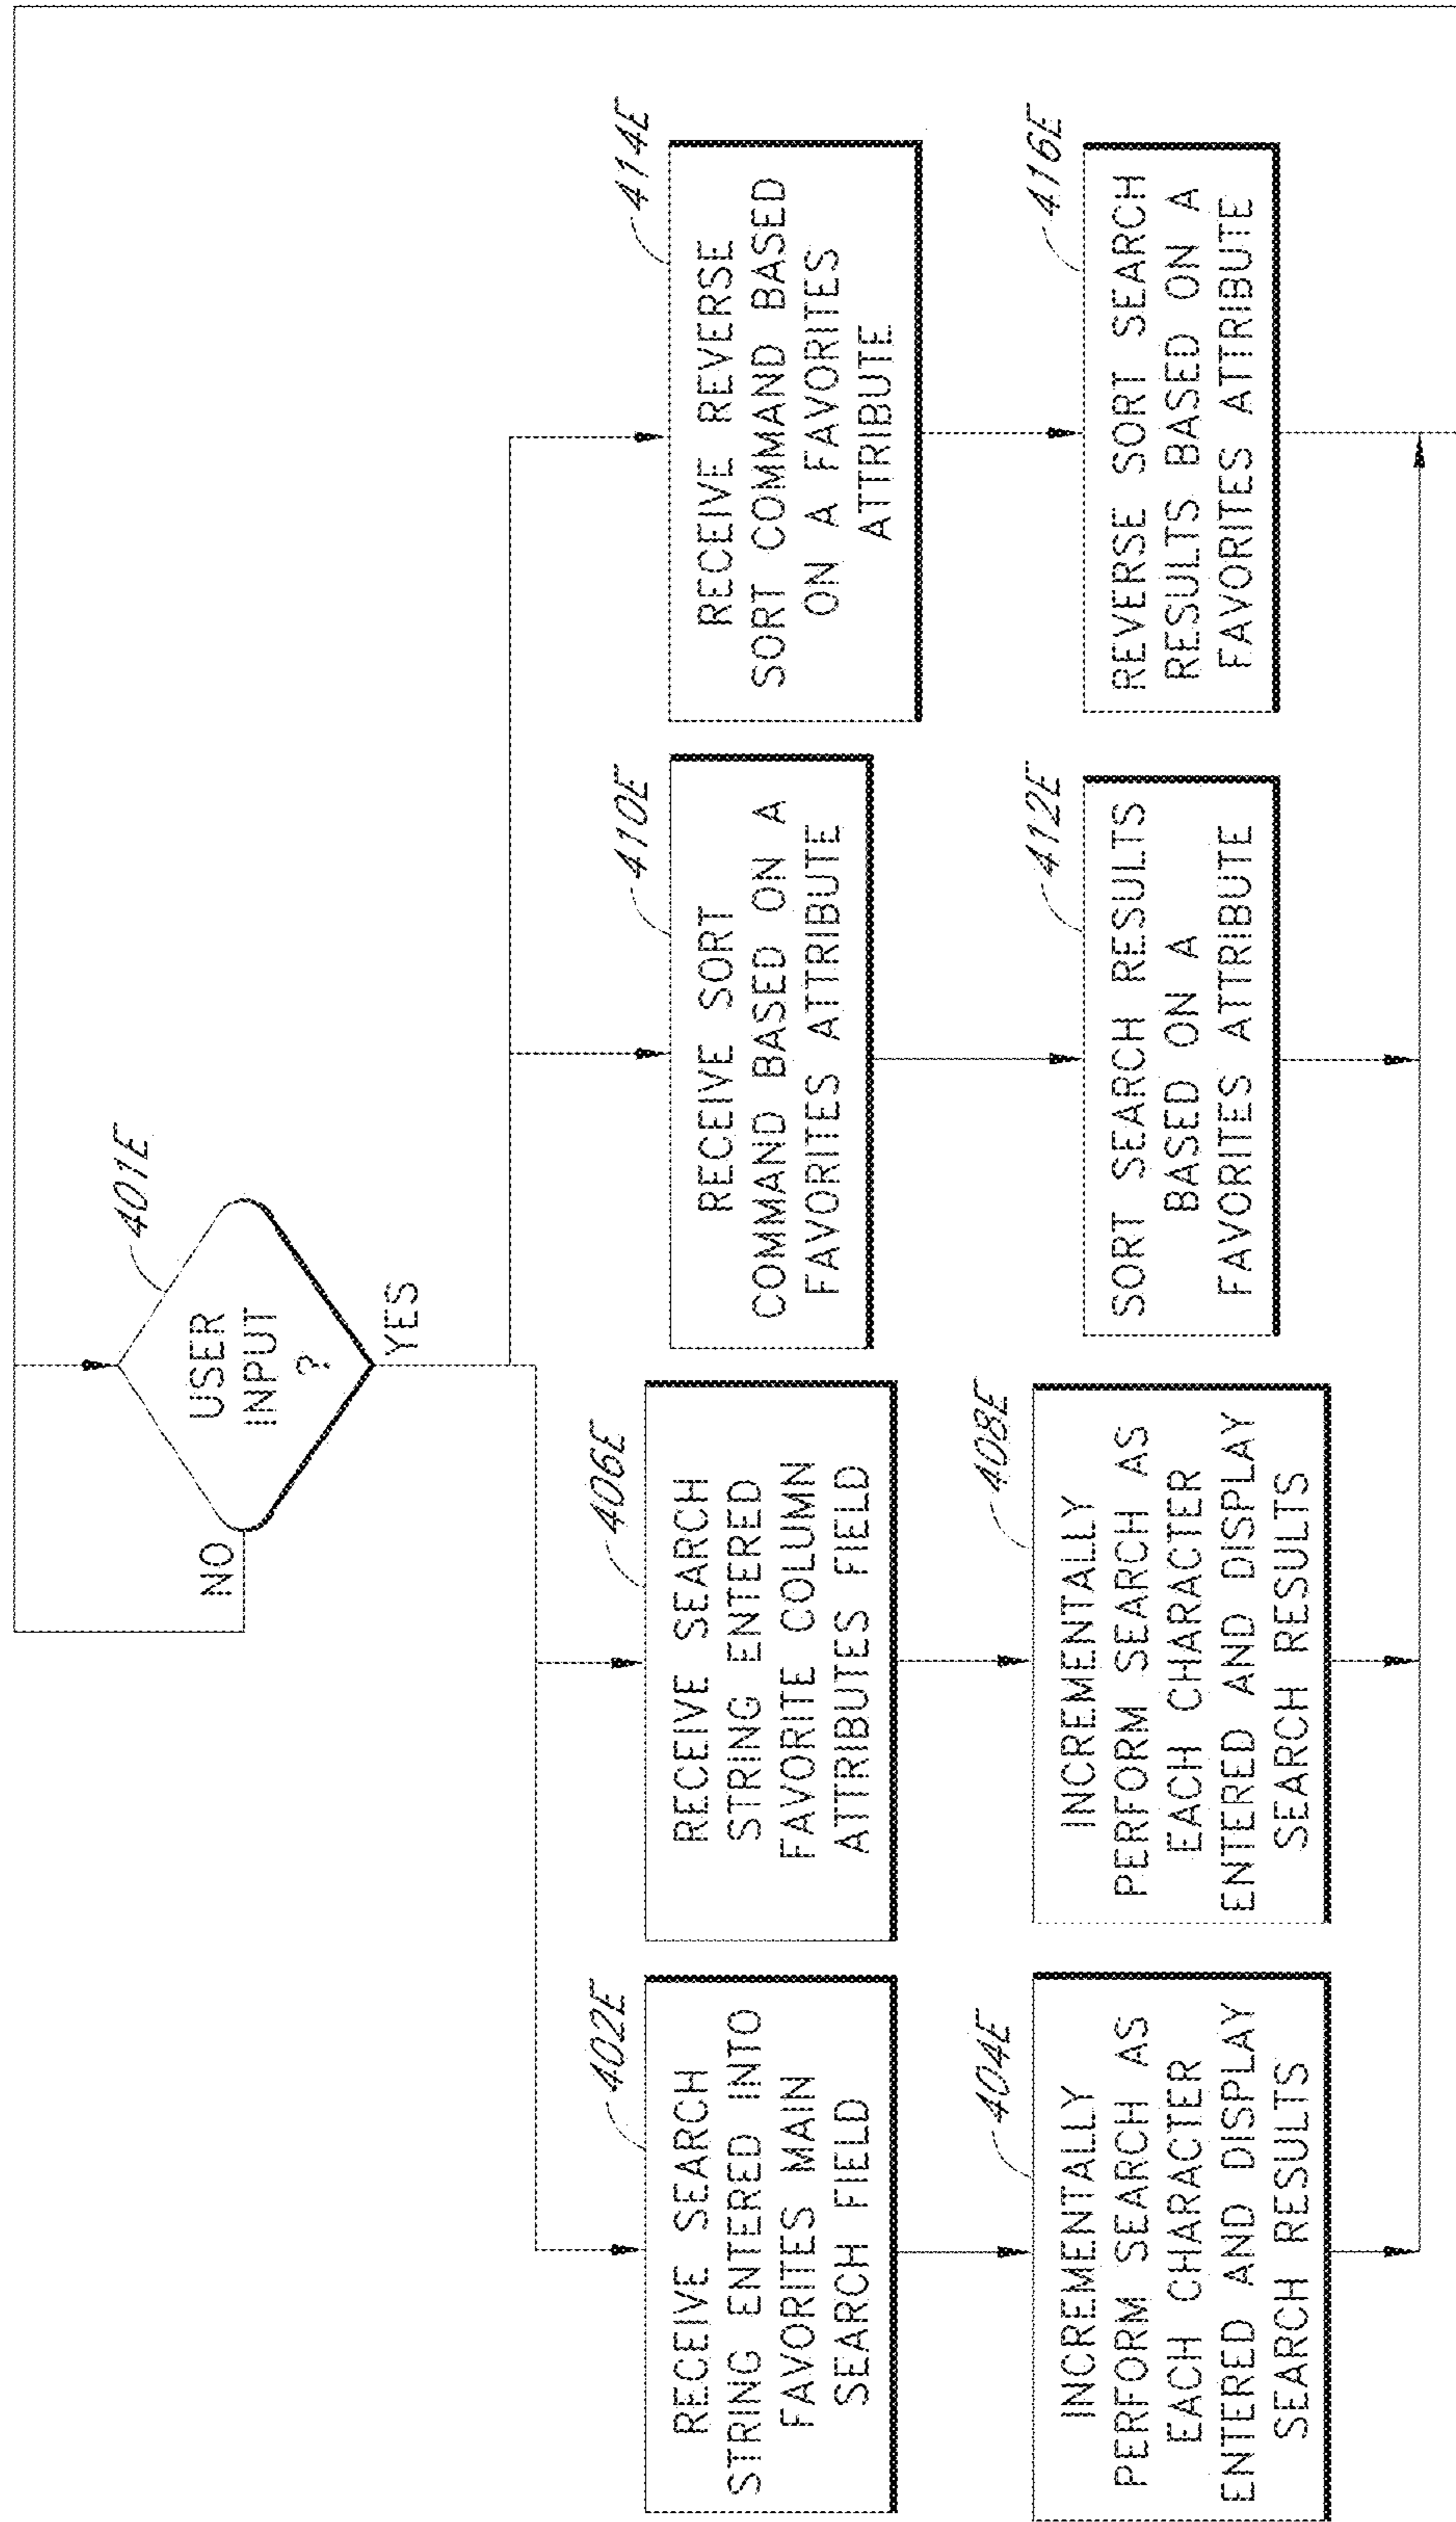 401E
USER
INPUT
?
NO
YES
402E
RECEIVE SEARCH
STRING ENTERED INTO
FAVORITES MAIN
SEARCH FIELD
406E
RECEIVE SEARCH
STRING ENTERED
FAVORITE COLUMN
ATTRIBUTES FIELD
410E
RECEIVE SORT
COMMAND BASED ON A
FAVORITES ATTRIBUTE
414E
RECEIVE REVERSE
SORT COMMAND BASED
ON A FAVORITES
ATTRIBUTE
404E
INCREMENTALLY
PERFORM SEARCH AS
EACH CHARACTER
ENTERED AND DISPLAY
SEARCH RESULTS
408E
INCREMENTALLY
PERFORM SEARCH AS
EACH CHARACTER
ENTERED AND DISPLAY
SEARCH RESULTS
412E
SORT SEARCH RESULTS
BASED ON A
FAVORITES ATTRIBUTE
416E
REVERSE SORT SEARCH
RESULTS BASED ON A
FAVORITES ATTRIBUTE